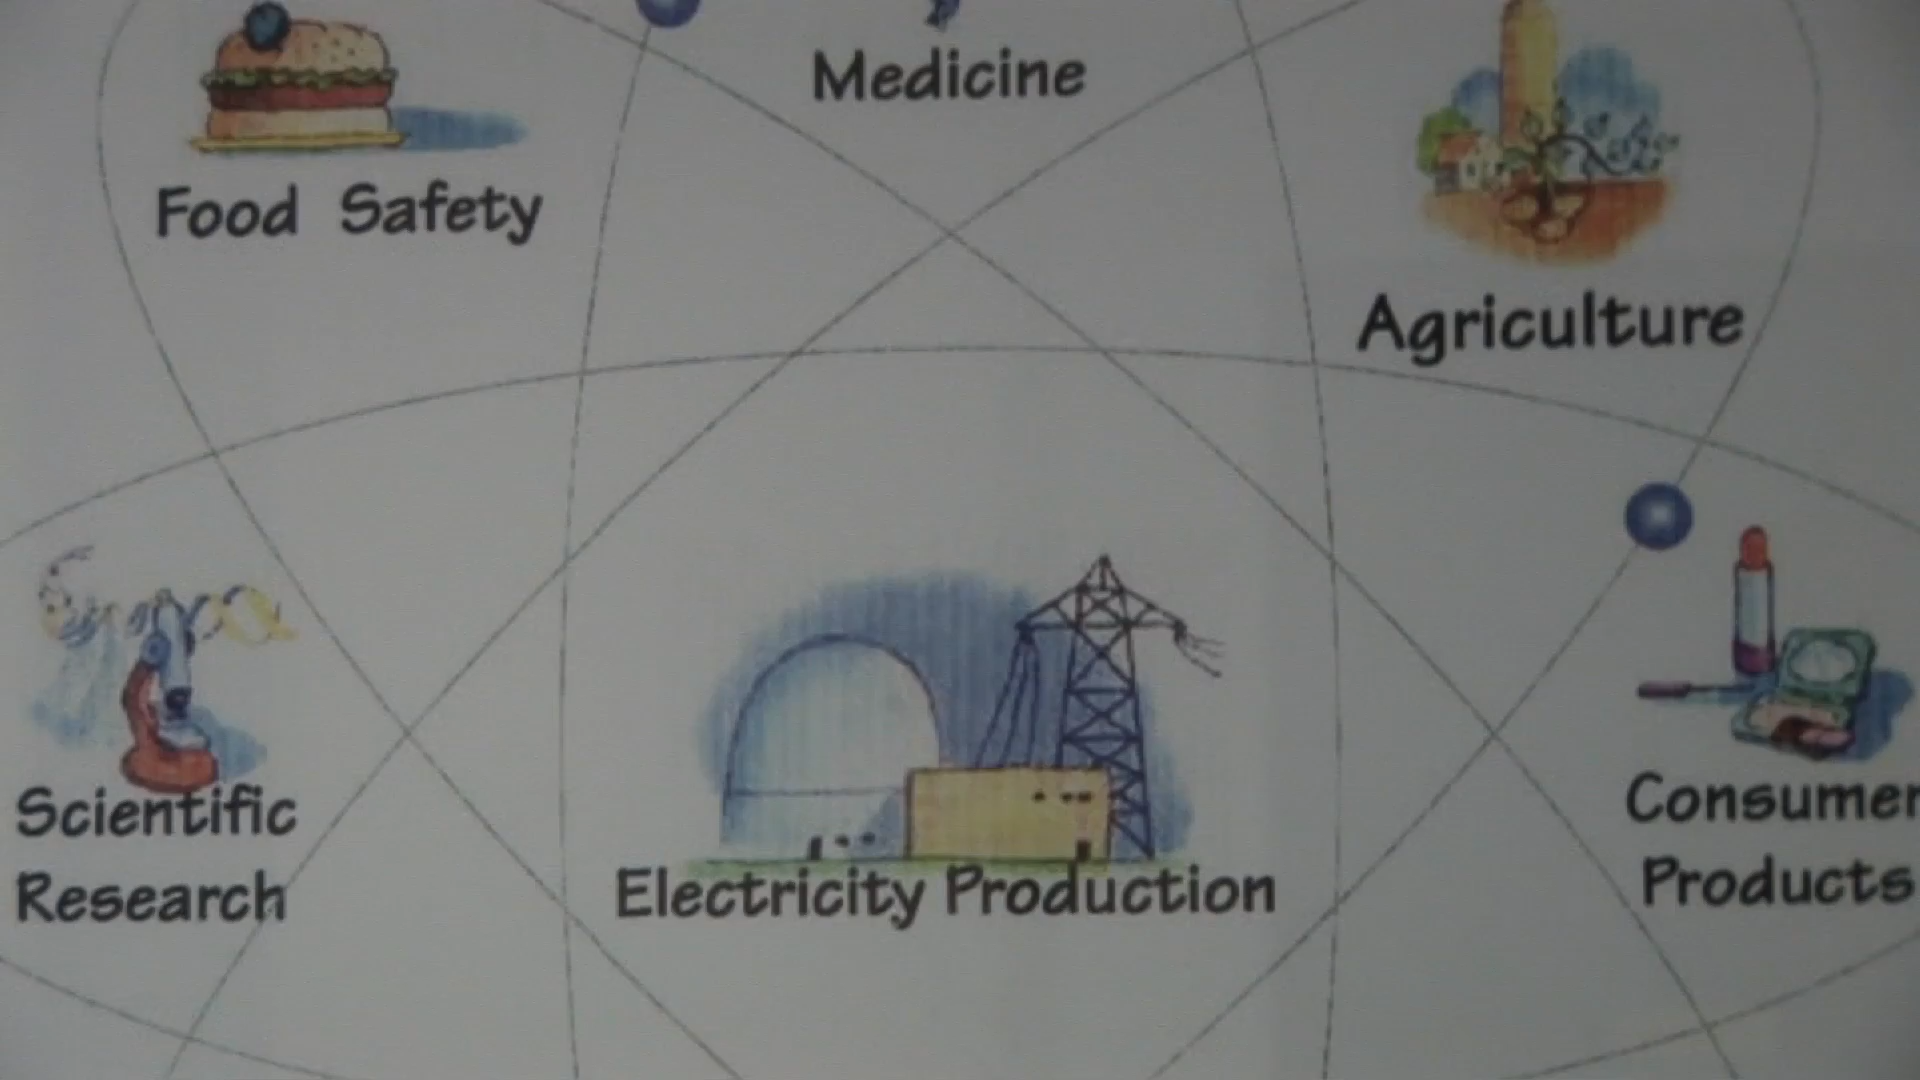 Medicine
Food Safety
Agriculture
Scientific
Research
Electricity Production
Consumer
Products